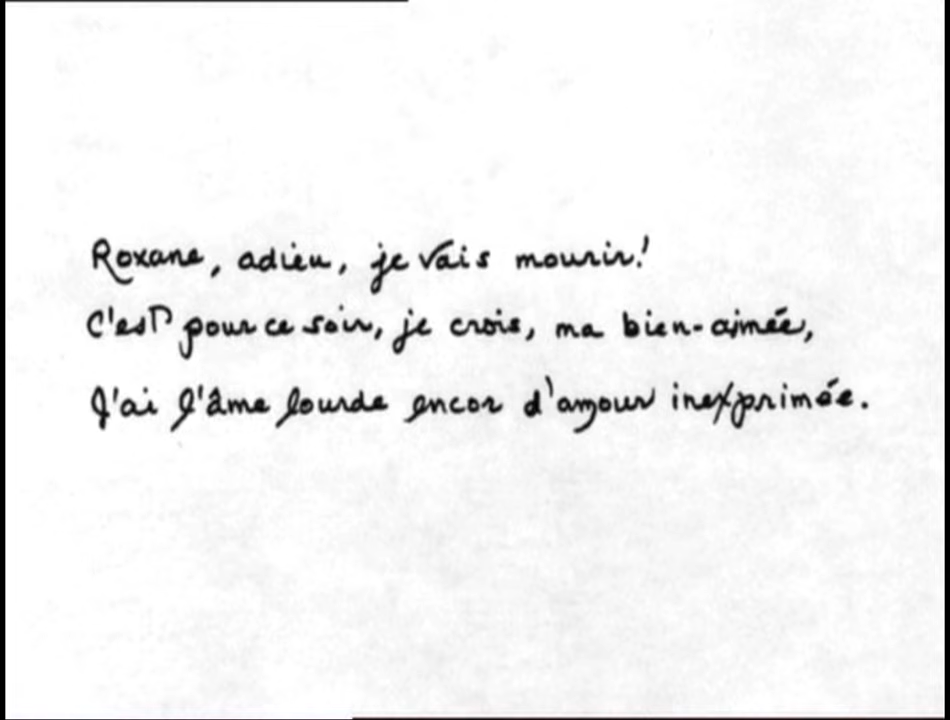 Roxane, adieu, je vais mourir!
C'est pour ce soir, je crois, ma bien-aimée,
J'ai l'âme lourde encor d'amour inexprimée.